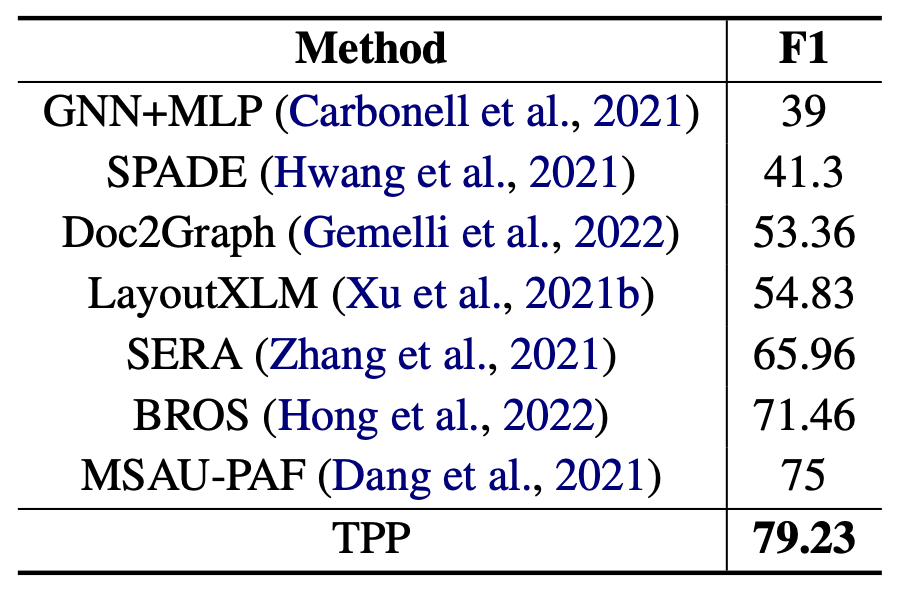 Method F1
GNN+MLP (Carbonell et al., 2021) 39
SPADE (Hwang et al., 2021) 41.3
Doc2Graph (Gemelli et al., 2022) 53.36
LayoutXLM (Xu et al., 2021b) 54.83
SERA (Zhang et al., 2021) 65.96
BROS (Hong et al., 2022) 71.46
MSAU-PAF (Dang et al., 2021) 75
TPP 79.23